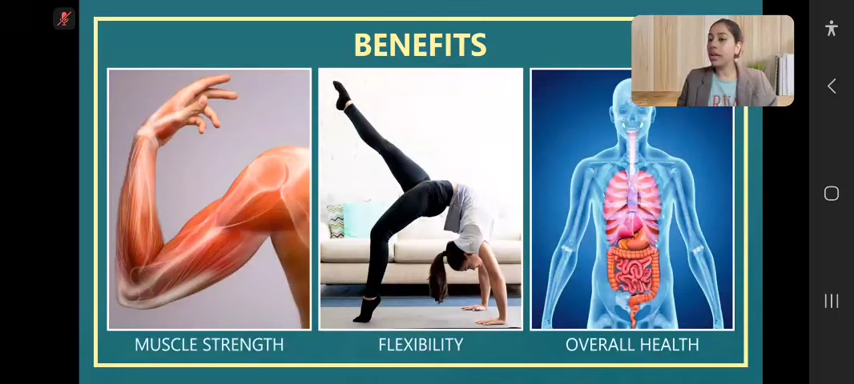 BENEFITS
MUSCLE STRENGTH
FLEXIBILITY
OVERALL HEALTH